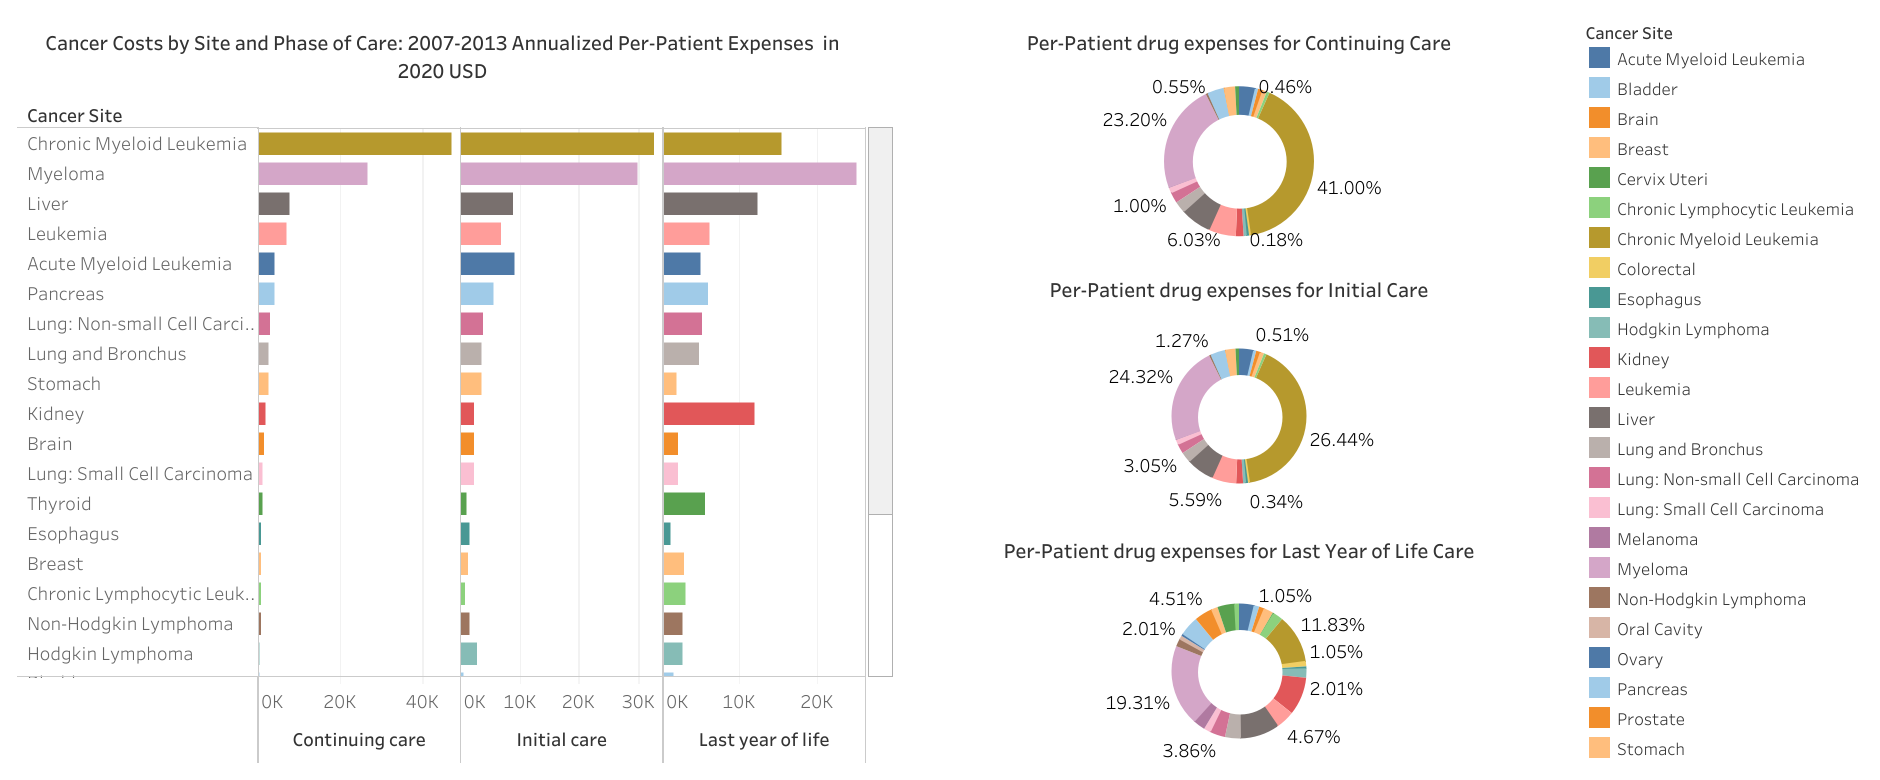 Cancer Costs by Site and Phase of Care: 2007-2013 Annualized Per-Patient Expenses in
2020 USD
Cancer Site
Chronic Myeloid Leukemia
Myeloma
Liver
Leukemia
Acute Myeloid Leukemia
Pancreas
Lung: Non-small Cell Carci..
Lung and Bronchus
Stomach
Kidney
Brain
Lung: Small Cell Carcinoma
Thyroid
Esophagus
Breast
Chronic Lymphocytic Leuk..
Non-Hodgkin Lymphoma
Hodgkin Lymphoma
0K 20K 40K 0K 10K 20K 30K 0K 10K 20K
Continuing care Initial care Last year of life
Per-Patient drug expenses for Continuing Care
0.55% 0.46%
23.20%
41.00%
1.00%
6.03% 0.18%
Per-Patient drug expenses for Initial Care
1.27% 0.51%
24.32%
26.44%
3.05%
5.59% 0.34%
Per-Patient drug expenses for Last Year of Life Care
4.51% 1.05%
2.01% 11.83%
1.05%
2.01%
19.31%
3.86% 4.67%
Cancer Site
Acute Myeloid Leukemia
Bladder
Brain
Breast
Cervix Uteri
Chronic Lymphocytic Leukemia
Chronic Myeloid Leukemia
Colorectal
Esophagus
Hodgkin Lymphoma
Kidney
Leukemia
Liver
Lung and Bronchus
Lung: Non-small Cell Carcinoma
Lung: Small Cell Carcinoma
Melanoma
Myeloma
Non-Hodgkin Lymphoma
Oral Cavity
Ovary
Pancreas
Prostate
Stomach